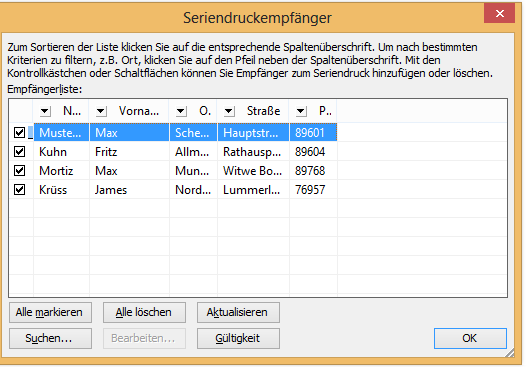 Seriendruckempfänger
Zum Sortieren der Liste klicken Sie auf die entsprechende Spaltenüberschrift. Um nach bestimmten
Kriterien zu filtern, z.B. Ort, klicken Sie auf den Pfeil neben der Spaltenüberschrift. Mit den
Kontrollkästchen oder Schaltflächen können Sie Empfänger zum Seriendruck hinzufügen oder löschen.
Empfängerliste:
N... Vorna... O. Straße P..
Muste... Max Sche... Hauptstr... 89601
Kuhn Fritz Allm... Rathausp... 89604
Mortiz Max Mun... Witwe Bo... 89768
Krüss James Nord... Lummerl... 76957
Alle markieren Alle löschen Aktualisieren
Suchen... Bearbeiten... Gültigkeit OK